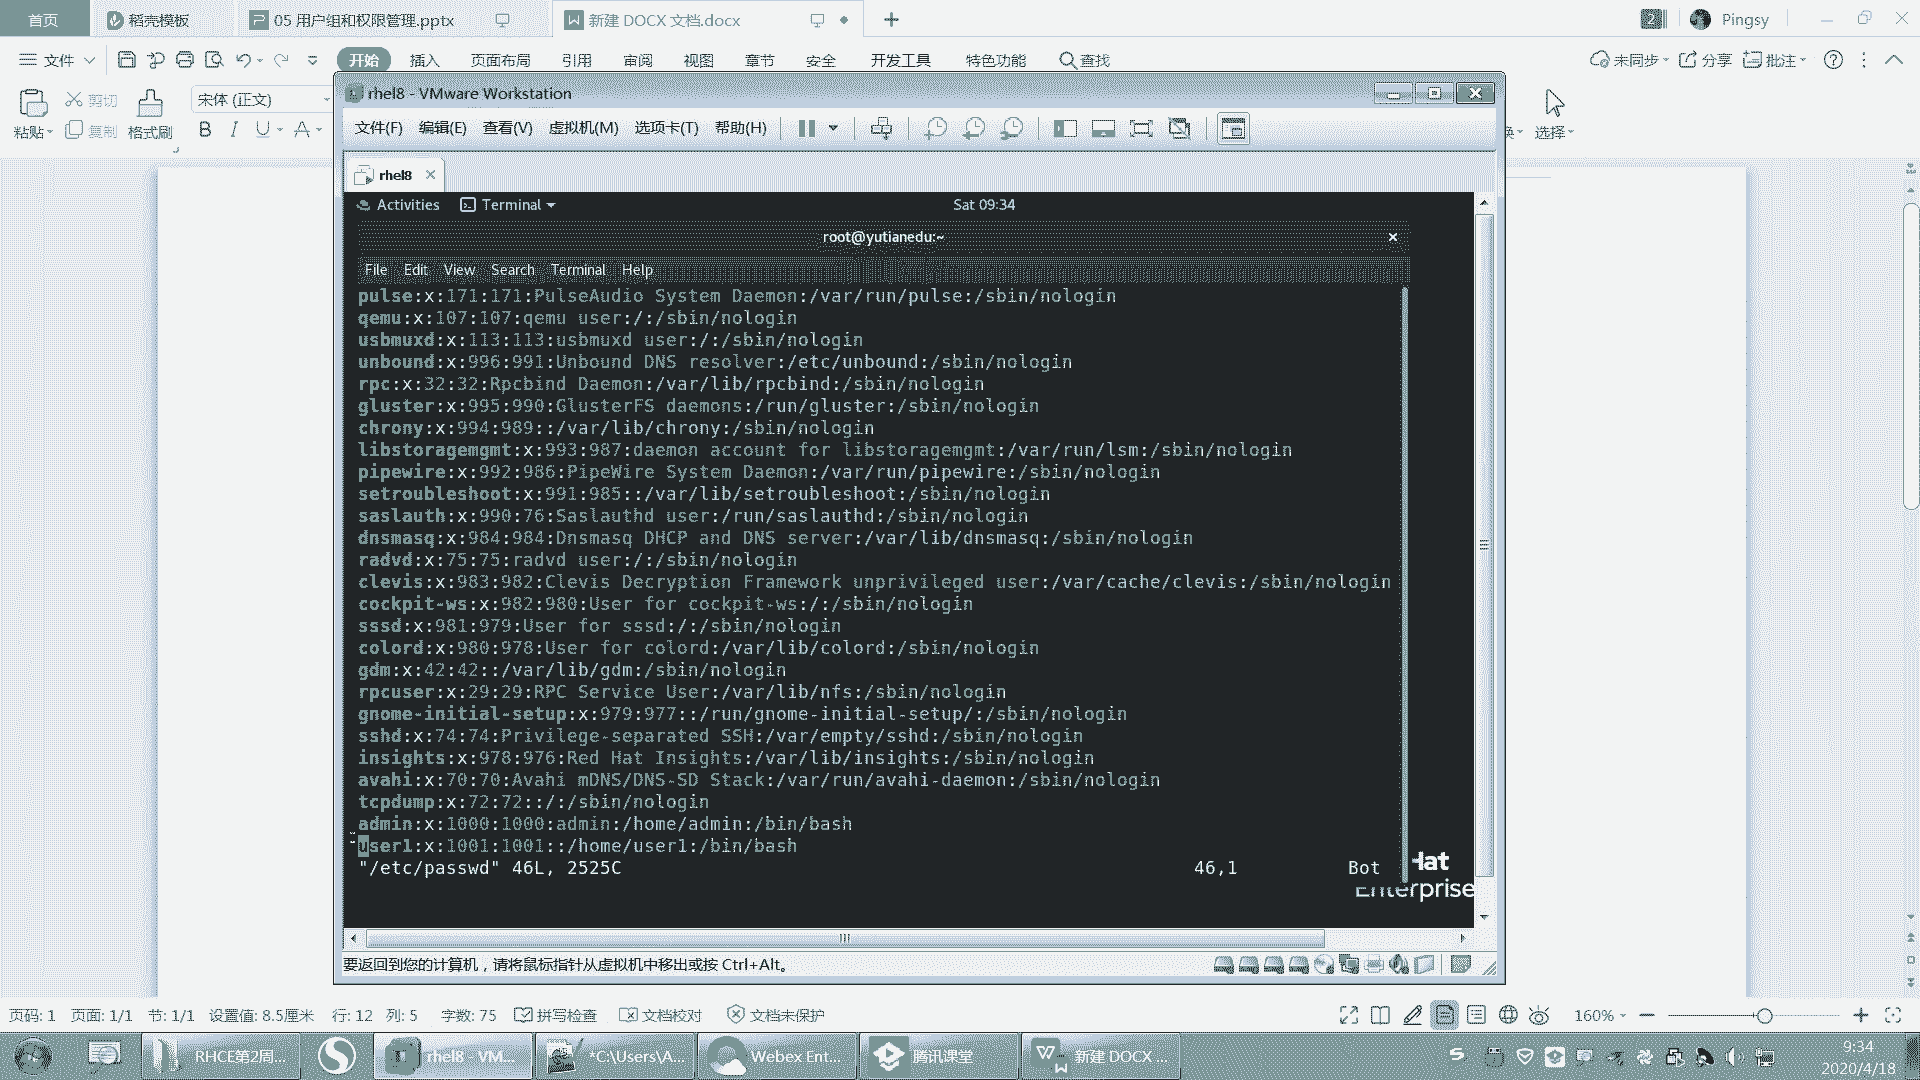 首页
稻壳模板
05 用户组和权限管理.pptx
新建 DOCX 文档.docx
2
Pingsy
文件
开始
插入
页面布局
引用
审阅
视图
章节
安全
开发工具
特色功能
查找
未同步
分享
批注
粘贴
剪切
复制
格式刷
宋体 (正文)
B I U A
选择
rhel8 - VMware Workstation
文件(F) 编辑(E) 查看(V) 虚拟机(M) 选项卡(T) 帮助(H)
rhel8
Activities
Terminal
Sat 09:34
root@yutianedu:~
File Edit View Search Terminal Help
pulse:x:171:171:PulseAudio System Daemon:/var/run/pulse:/sbin/nologin
qemu:x:107:107:qemu user:/:/sbin/nologin
usbmuxd:x:113:113:usbmuxd user:/:/sbin/nologin
unbound:x:996:991:Unbound DNS resolver:/etc/unbound:/sbin/nologin
rpc:x:32:32:Rpcbind Daemon:/var/lib/rpcbind:/sbin/nologin
gluster:x:995:990:GlusterFS daemons:/run/gluster:/sbin/nologin
chrony:x:994:989::/var/lib/chrony:/sbin/nologin
libstoragemgmt:x:993:987:daemon account for libstoragemgmt:/var/run/lsm:/sbin/nologin
pipewire:x:992:986:PipeWire System Daemon:/var/run/pipewire:/sbin/nologin
setroubleshoot:x:991:985::/var/lib/setroubleshoot:/sbin/nologin
saslauth:x:990:76:Saslauthd user:/run/saslauthd:/sbin/nologin
dnsmasq:x:984:984:Dnsmasq DHCP and DNS server:/var/lib/dnsmasq:/sbin/nologin
radvd:x:75:75:radvd user:/:/sbin/nologin
clevis:x:983:982:Clevis Decryption Framework unprivileged user:/var/cache/clevis:/sbin/nologin
cockpit-ws:x:982:980:User for cockpit-ws:/:/sbin/nologin
sssd:x:981:979:User for sssd:/:/sbin/nologin
colord:x:980:978:User for colord:/var/lib/colord:/sbin/nologin
gdm:x:42:42::/var/lib/gdm:/sbin/nologin
rpcuser:x:29:29:RPC Service User:/var/lib/nfs:/sbin/nologin
gnome-initial-setup:x:979:977::/run/gnome-initial-setup/:/sbin/nologin
sshd:x:74:74:Privilege-separated SSH:/var/empty/sshd:/sbin/nologin
insights:x:978:976:Red Hat Insights:/var/lib/insights:/sbin/nologin
avahi:x:70:70:Avahi mDNS/DNS-SD Stack:/var/run/avahi-daemon:/sbin/nologin
tcpdump:x:72:72::/:/sbin/nologin
admin:x:1000:1000:admin:/home/admin:/bin/bash
user1:x:1001:1001::/home/user1:/bin/bash
"/etc/passwd" 46L, 2525C 46,1 Bot
Hat
Enterprise
要返回到您的计算机，请将鼠标指针从虚拟机中移出或按 Ctrl+Alt。
页码: 1 页面: 1/1 节: 1/1 设置值: 8.5厘米 行: 12 列: 5 字数: 75 拼写检查 文档校对 文档未保护 160%
RHCE第2周...
rhel8 - VM...
*C:\Users\A...
Webex Ent...
腾讯课堂
新建 DOCX ...
9:34
2020/4/18